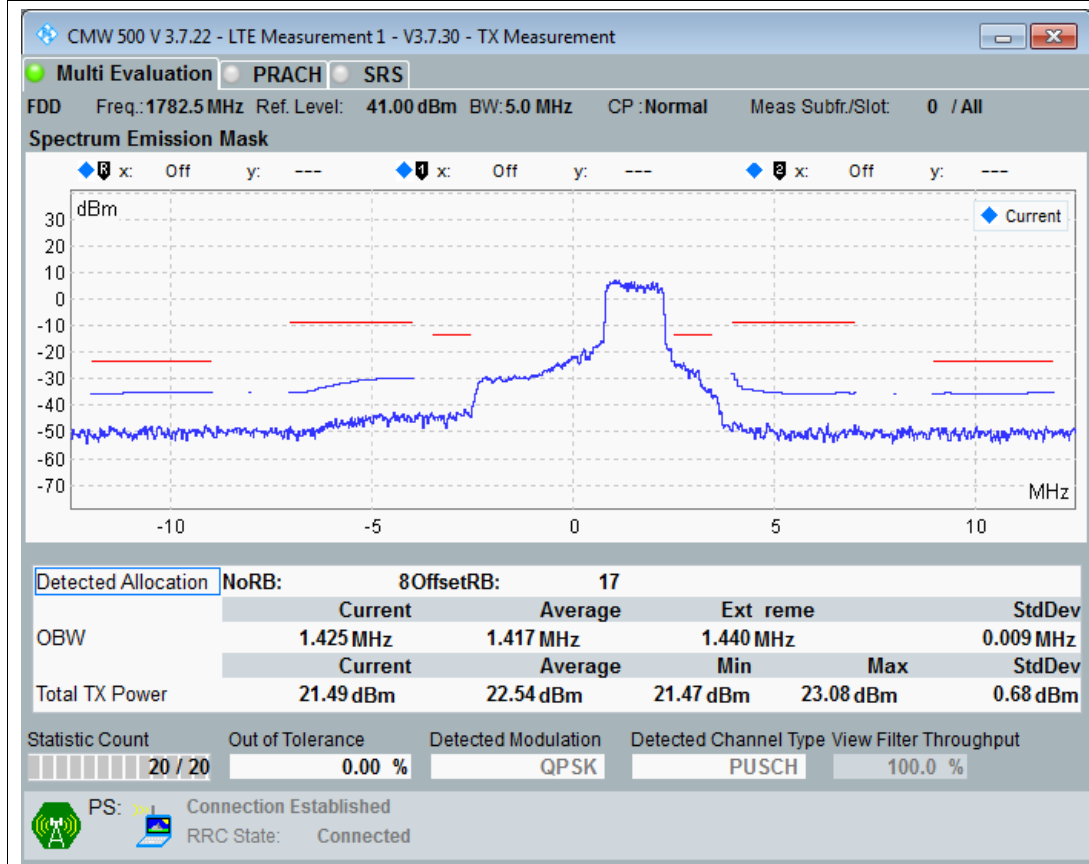 CMW 500 V 3.7.22 - LTE Measurement 1 - V3.7.30 - TX Measurement
Multi Evaluation PRACH SRS
FDD Freq.: 1782.5 MHz Ref. Level: 41.00 dBm BW: 5.0 MHz CP : Normal Meas Subfr./Slot: 0 / All
Spectrum Emission Mask
R x: Off y: --- 1 x: Off y: --- 2 x: Off y: ---
dBm
Current
30
20
10
0
-10
-20
-30
-40
-50
-60
-70
MHz
-10 -5 0 5 10
Detected Allocation NoRB: 8 OffsetRB: 17
Current Average Ext reme StdDev
OBW 1.425 MHz 1.417 MHz 1.440 MHz 0.009 MHz
Current Average Min Max StdDev
Total TX Power 21.49 dBm 22.54 dBm 21.47 dBm 23.08 dBm 0.68 dBm
Statistic Count Out of Tolerance Detected Modulation Detected Channel Type View Filter Throughput
20 / 20 0.00 % QPSK PUSCH 100.0 %
PS: Connection Established
RRC State: Connected